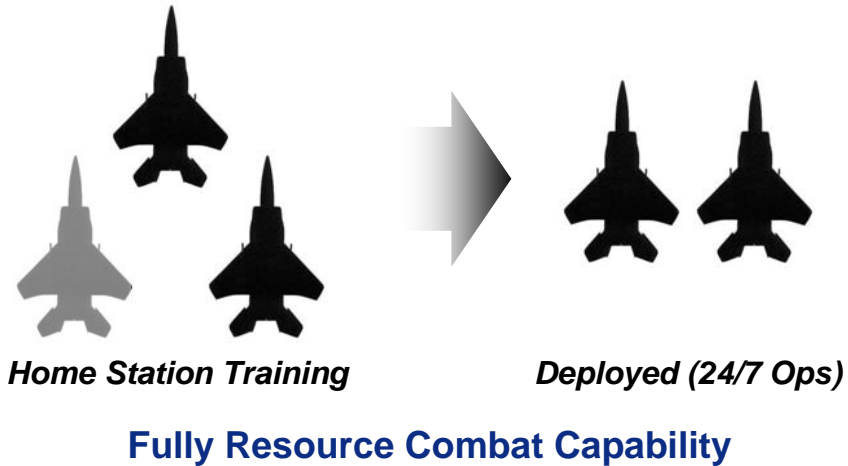 Home Station Training
Deployed (24/7 Ops)
Fully Resource Combat Capability